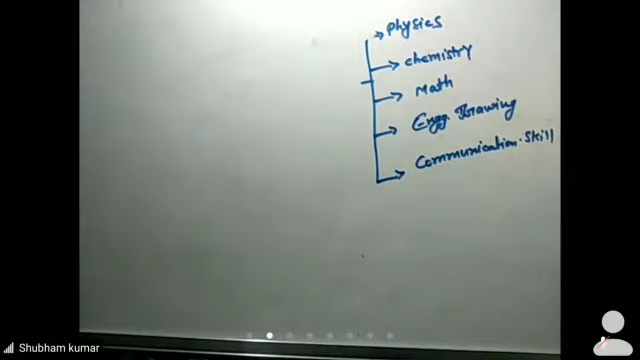 Physics
chemistry
Math
Engg. Drawing
Communication. Skill
Shubham kumar